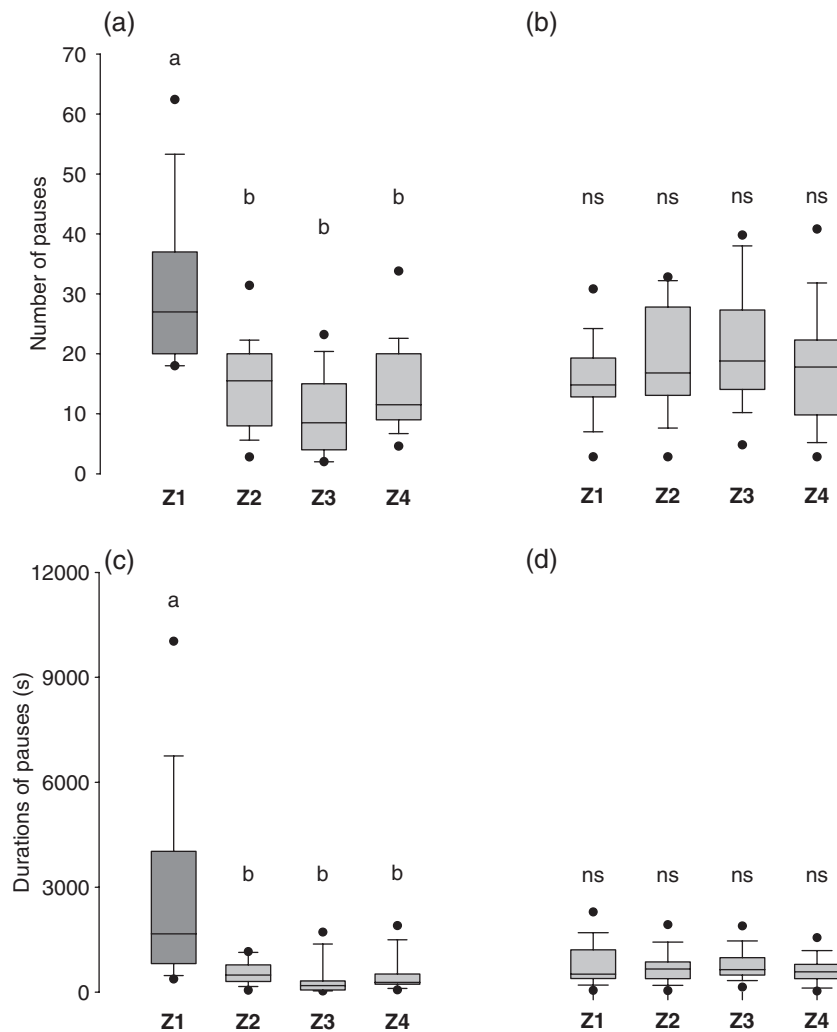 (a)
(b)
70
60
50
40
30
20
10
0
Number of pauses
a
b
b
b
ns
ns
ns
ns
Z1
Z2
Z3
Z4
Z1
Z2
Z3
Z4
(c)
(d)
12000
9000
6000
3000
0
Durations of pauses (s)
a
b
b
b
ns
ns
ns
ns
Z1
Z2
Z3
Z4
Z1
Z2
Z3
Z4